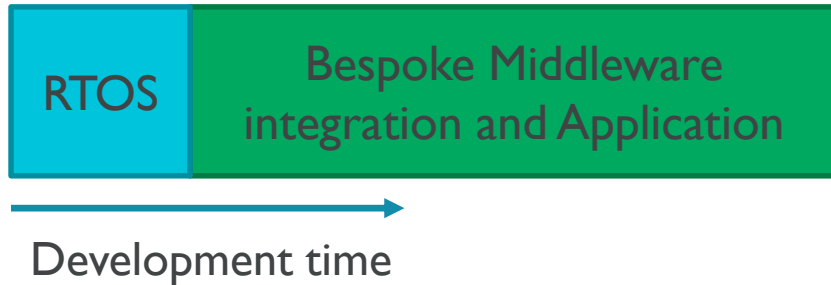 RTOS
Bespoke Middleware
integration and Application
Development time